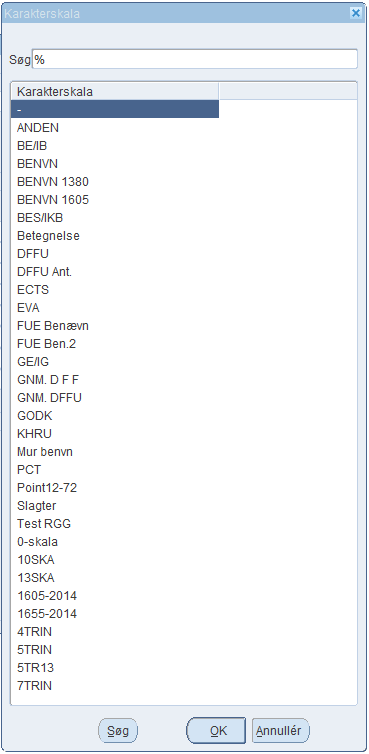 Karakterskala
Søg %
Karakterskala
-
ANDEN
BE/IB
BENVN
BENVN 1380
BENVN 1605
BES/IKB
Betegnelse
DFFU
DFFU Ant.
ECTS
EVA
FUE Benævn
FUE Ben.2
GE/IG
GNM. D F F
GNM. DFFU
GODK
KHRU
Mur benvn
PCT
Point12-72
Slagter
Test RGG
0-skala
10SKA
13SKA
1605-2014
1655-2014
4TRIN
5TRIN
5TR13
7TRIN
Søg OK Annullér